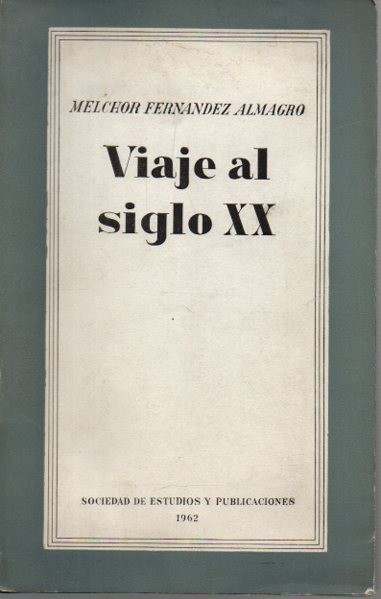 MELCHOR FERNANDEZ ALMAGRO
Viaje al
siglo XX
SOCIEDAD DE ESTUDIOS Y PUBLICACIONES
1962